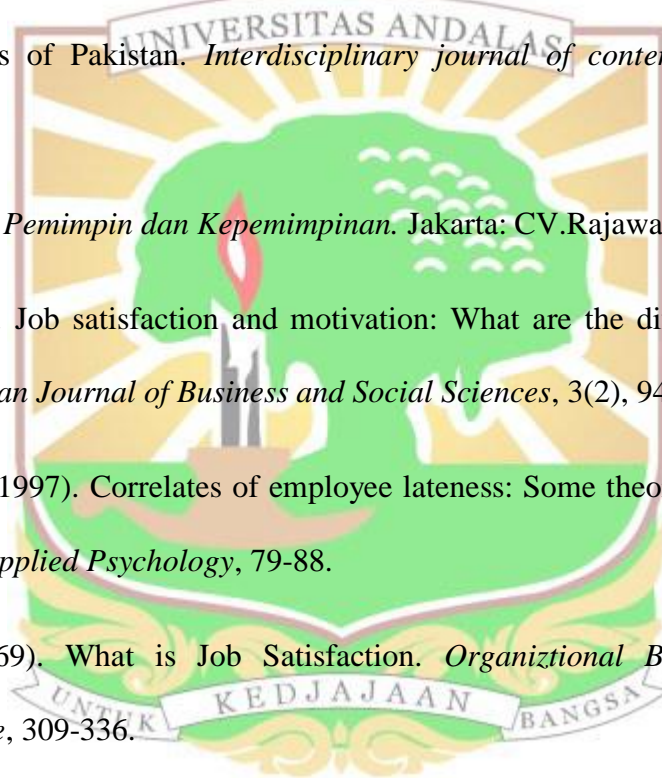 UNIVERSITAS ANDALAS
s of Pakistan. Interdisciplinary journal of conter
Pemimpin dan Kepemimpinan. Jakarta: CV.Rajawa
Job satisfaction and motivation: What are the di
an Journal of Business and Social Sciences, 3(2), 94
1997). Correlates of employee lateness: Some theo
pplied Psychology, 79-88.
69). What is Job Satisfaction. Organiztional B
UNTUK KEDJAJAAN BANGSA
e, 309-336.